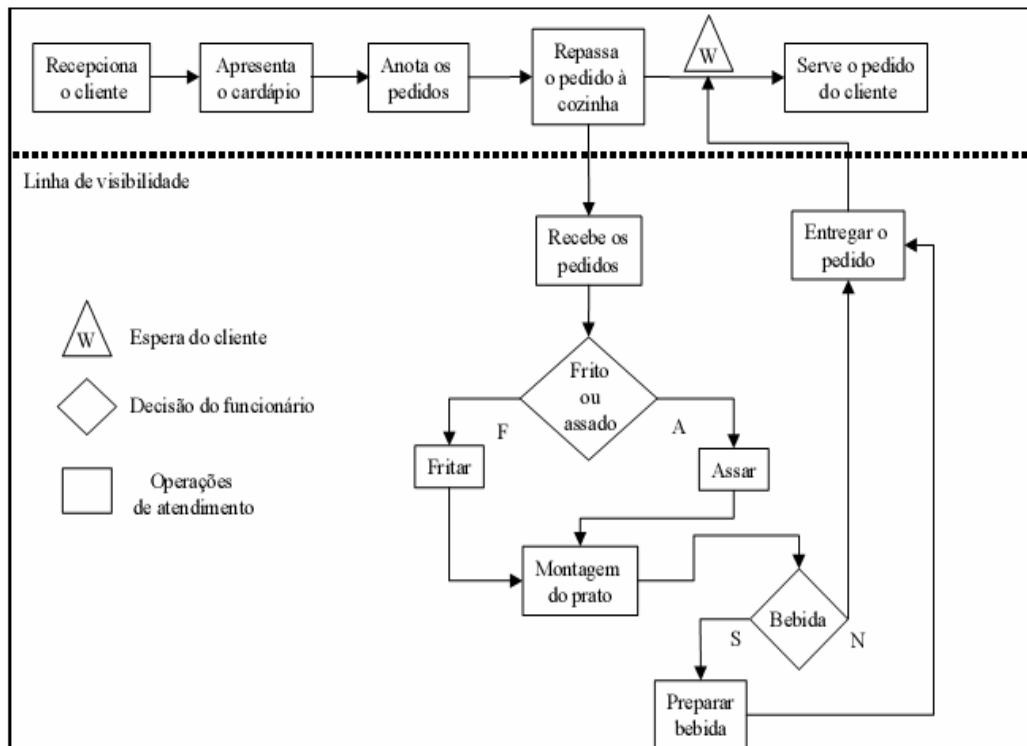 Recepciona
o cliente
Apresenta
o cardápio
Anota os
pedidos
Repassa
o pedido à
cozinha
W
Serve o pedido
do cliente
Linha de visibilidade
Recebe os
pedidos
Entregar o
pedido
W
Espera do cliente
Decisão do funcionário
Operações
de atendimento
Frito
ou
assado
F
A
Fritar
Assar
Montagem
do prato
Bebida
S
N
Preparar
bebida